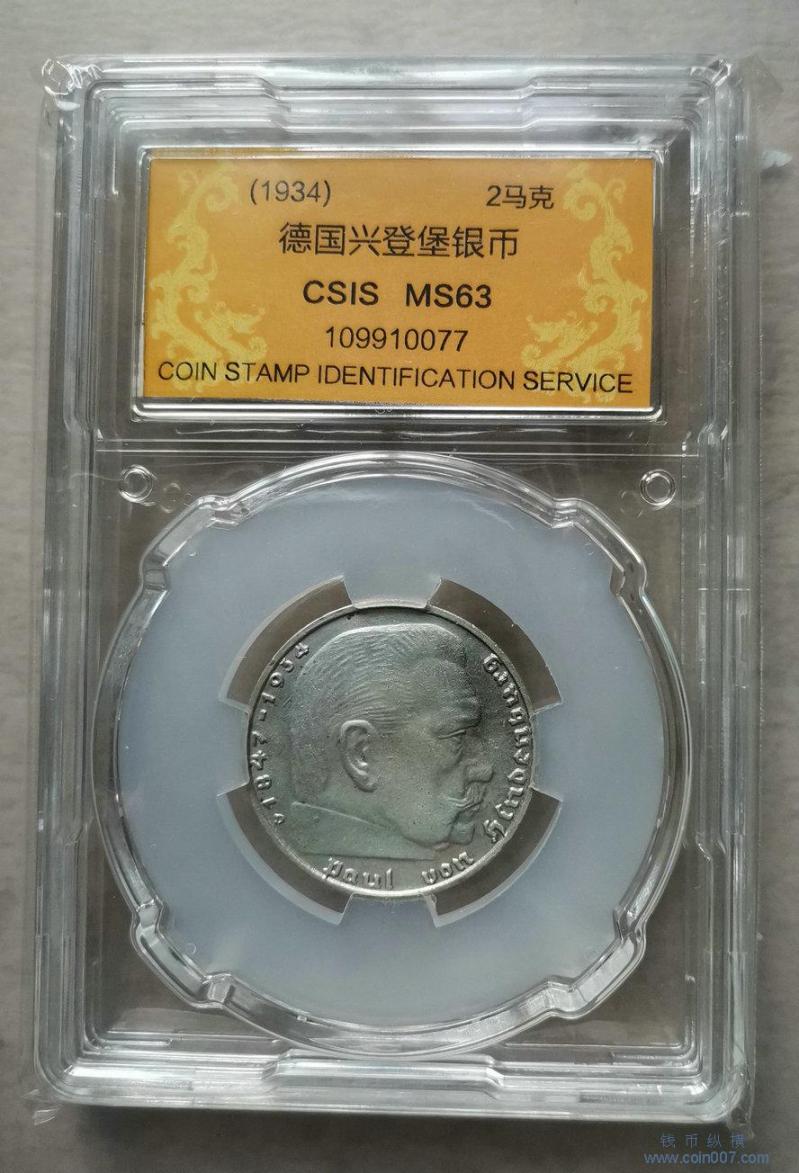 (1934) 2马克
德国兴登堡银币
CSIS MS63
109910077
COIN STAMP IDENTIFICATION SERVICE
1847-1934
Paul von Hindenburg
钱币纵横
www.coin007.com